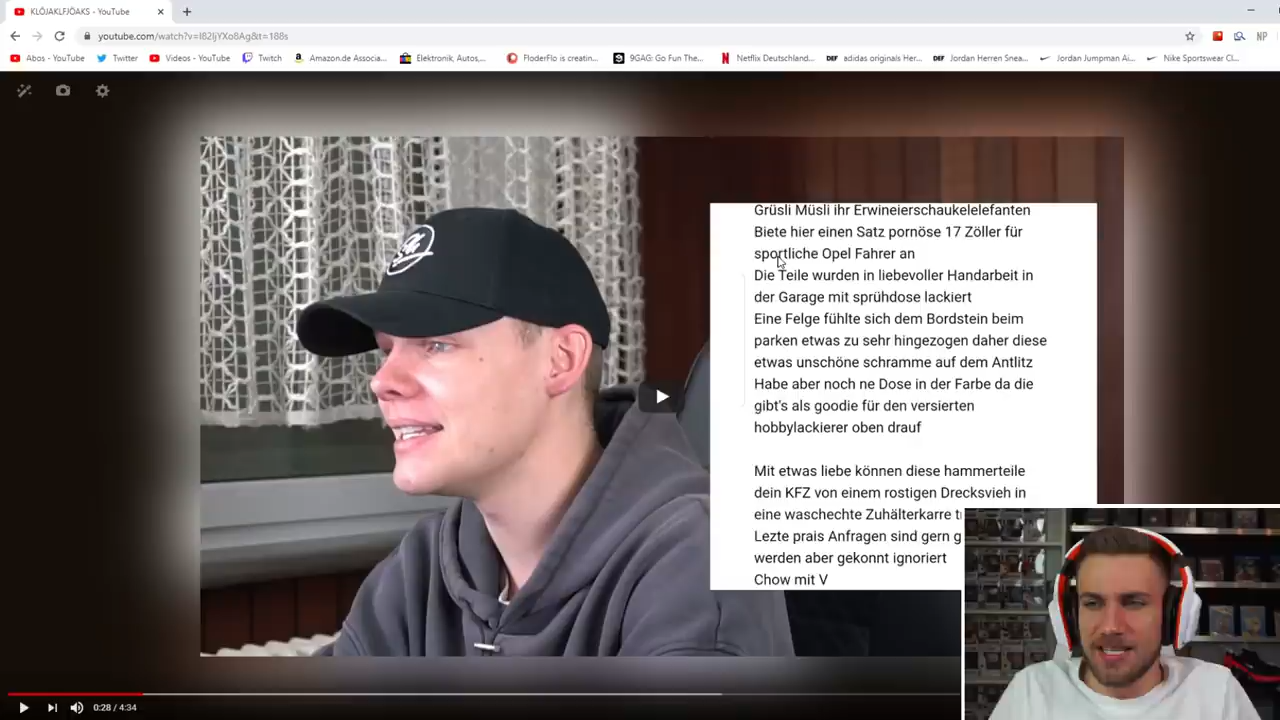 KLÖJAKLFJÖAKS - YouTube
youtube.com/watch?v=I82IjYXo8Ag&t=188s
NP
Abos - YouTube
Twitter
Videos - YouTube
Twitch
Amazon.de Associa...
Elektronik, Autos,...
FloderFlo is creatin...
9GAG: Go Fun The...
Netflix Deutschland...
DEF
adidas originals Her...
DEF
Jordan Herren Snea...
Jordan Jumpman Ai...
Nike Sportswear Cl...
Grüsli Müsli ihr Erwineierschaukelelefanten
Biete hier einen Satz pornöse 17 Zöller für
sportliche Opel Fahrer an
Die Teile wurden in liebevoller Handarbeit in
der Garage mit sprühdose lackiert
Eine Felge fühlte sich dem Bordstein beim
parken etwas zu sehr hingezogen daher diese
etwas unschöne schramme auf dem Antlitz
Habe aber noch ne Dose in der Farbe da die
gibt's als goodie für den versierten
hobbylackierer oben drauf
Mit etwas liebe können diese hammerteile
dein KFZ von einem rostigen Drecksvieh in
eine waschechte Zuhälterkarre
Lezte prais Anfragen sind gern
werden aber gekonnt ignoriert
Chow mit V
0:28 / 4:34